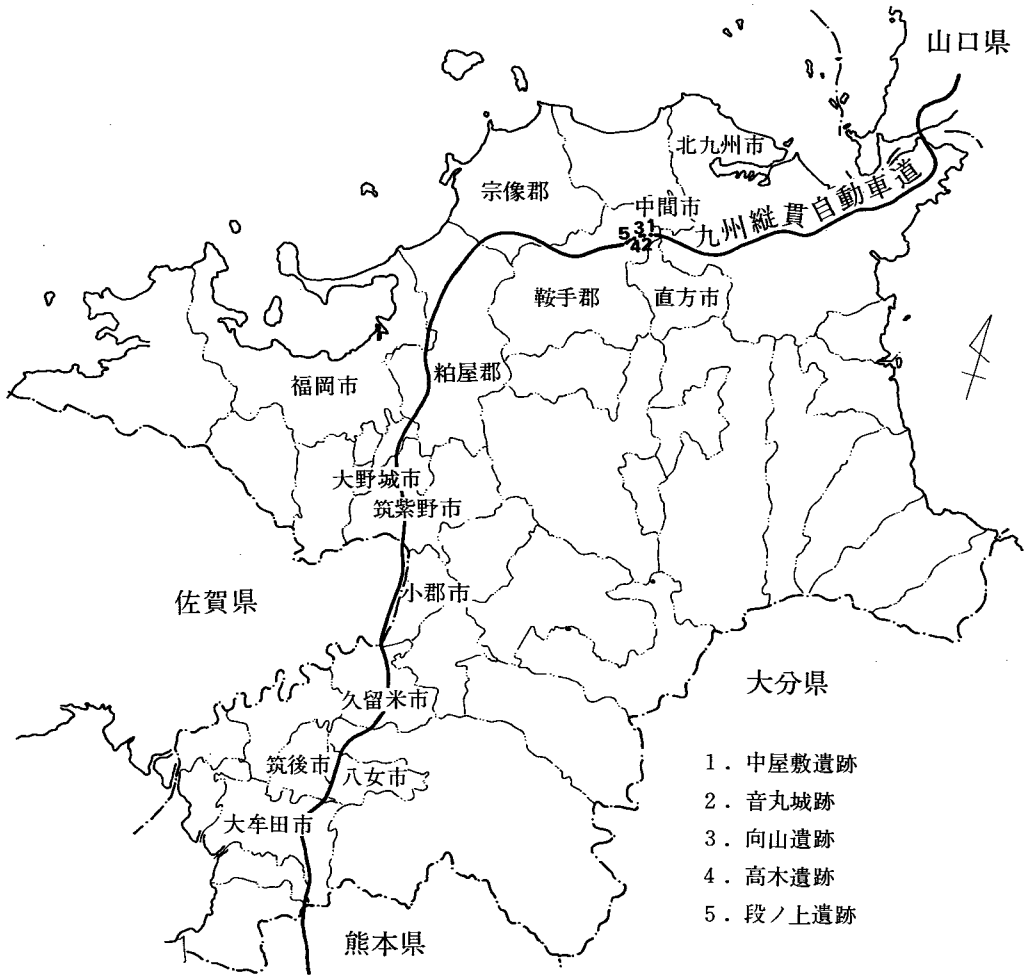 山口県
北九州市
宗像郡
中間市
九州縦貫自動車道
5 3 1
4 2
鞍手郡
直方市
粕屋郡
福岡市
大野城市
筑紫野市
小郡市
佐賀県
大分県
久留米市
筑後市
八女市
大牟田市
熊本県
1．中屋敷遺跡
2．音丸城跡
3．向山遺跡
4．高木遺跡
5．段ノ上遺跡